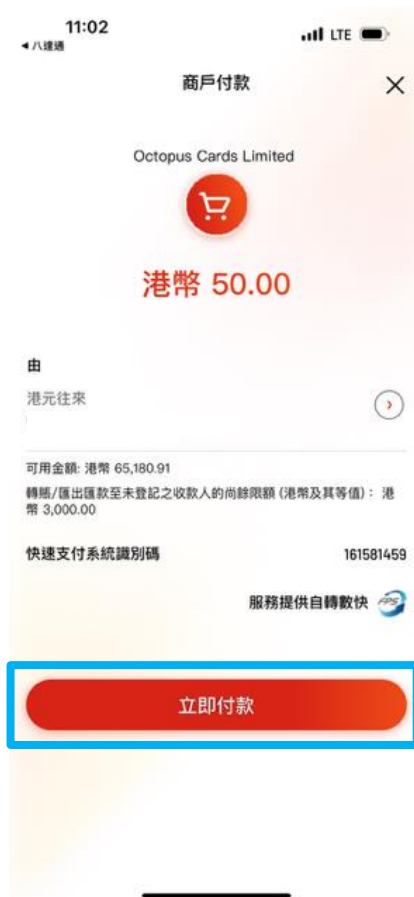 11:02
LTE
八達通
商戶付款
Octopus Cards Limited
港幣 50.00
由
港元往來
可用金額: 港幣 65,180.91
轉賬/匯出匯款至未登記之收款人的尚餘限額 (港幣及其等值) : 港
幣 3,000.00
快速支付系統識別碼
161581459
服務提供自轉數快
FPS
立即付款